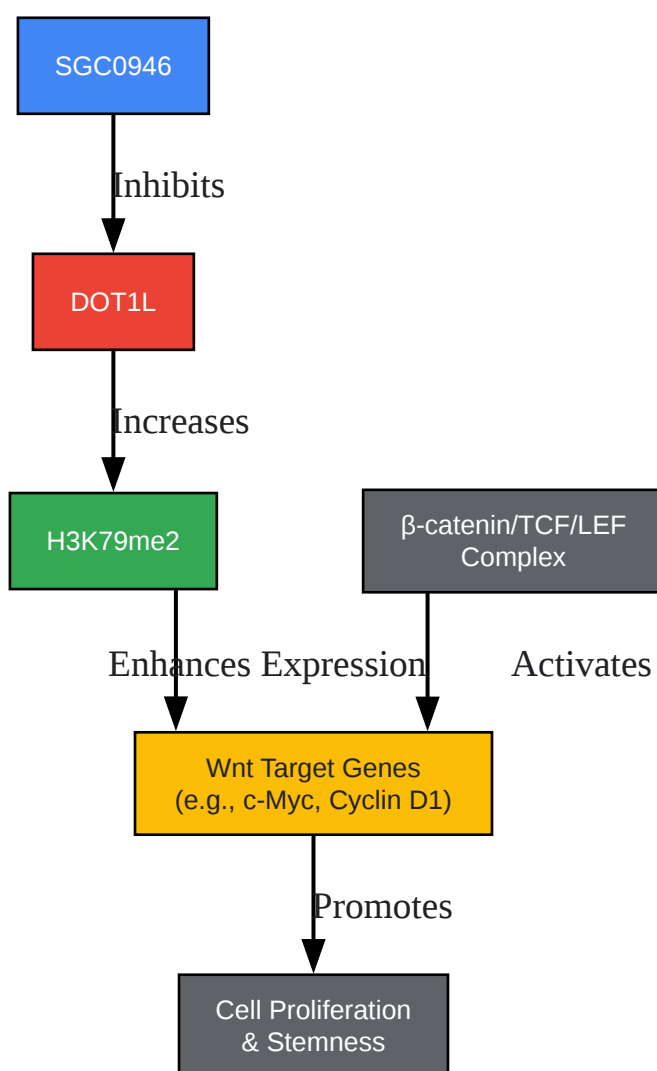 SGC0946
Inhibits
DOT1L
Increases
H3K79me2
β-catenin/TCF/LEF
Complex
Enhances Expression
Activates
Wnt Target Genes
(e.g., c-Myc, Cyclin D1)
Promotes
Cell Proliferation
& Stemness